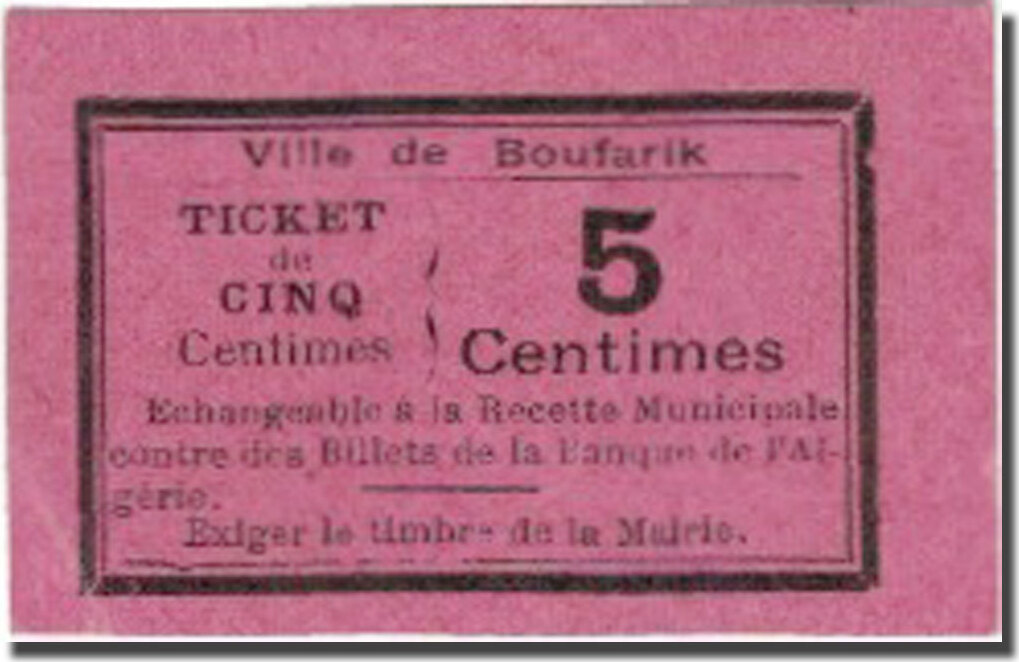 Ville de Boufarik
TICKET
de
CINQ
Centimes
5
Centimes
Echangeable à la Recette Municipale
contre des Billets de la Banque de l'Al-
gérie.
Exiger le timbre de la Mairie.